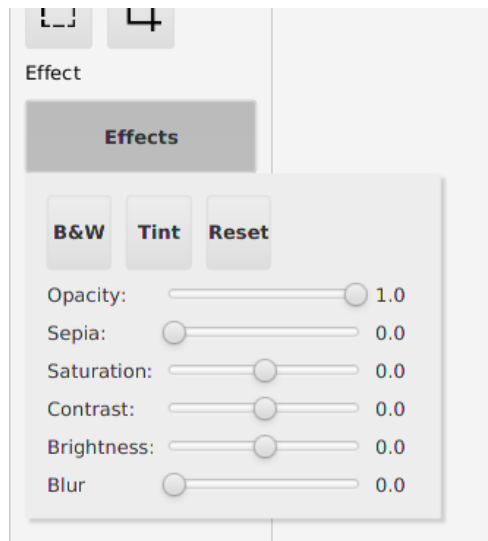 Effect
Effects
B&W Tint Reset
Opacity: 1.0
Sepia: 0.0
Saturation: 0.0
Contrast: 0.0
Brightness: 0.0
Blur 0.0